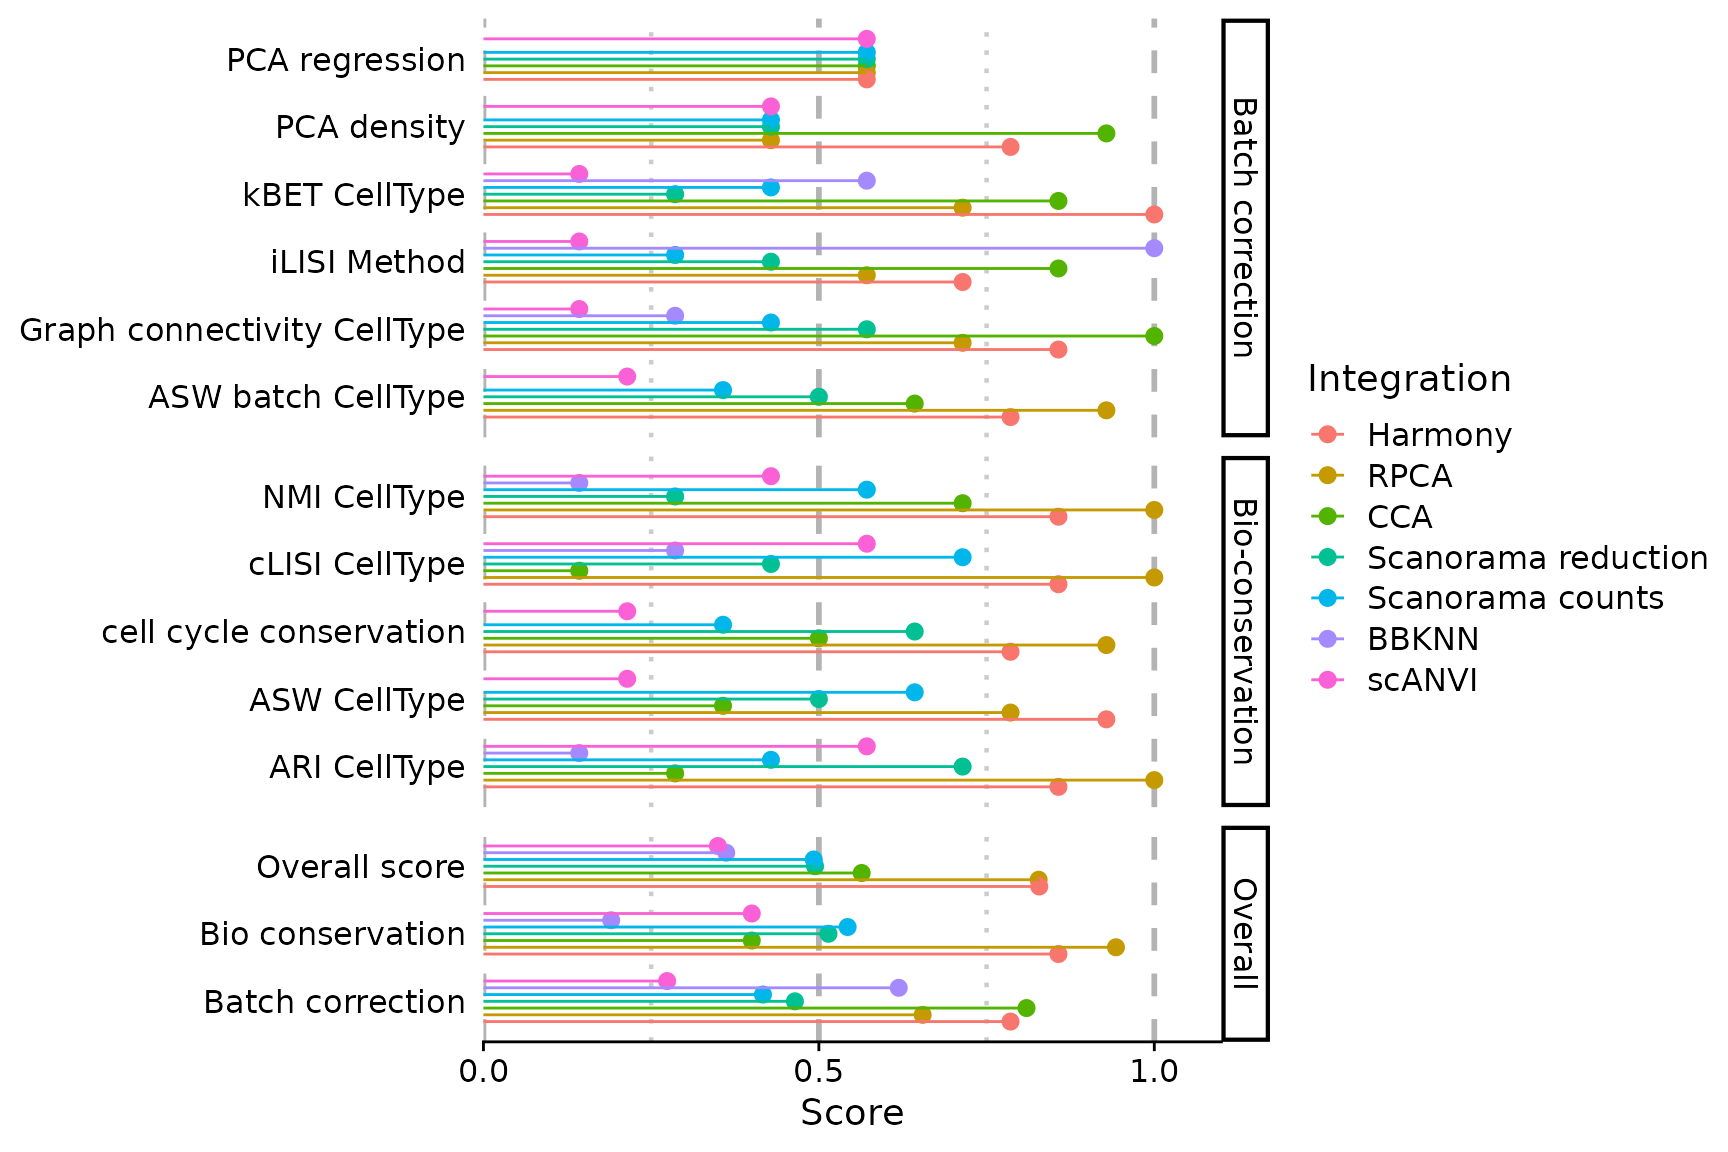 PCA regression
PCA density
kBET CellType
iLISI Method
Graph connectivity CellType
ASW batch CellType
Batch correction
NMI CellType
cLISI CellType
cell cycle conservation
ASW CellType
ARI CellType
Bio-conservation
Overall score
Bio conservation
Batch correction
Overall
0.0 0.5 1.0
Score
Integration
Harmony
RPCA
CCA
Scanorama reduction
Scanorama counts
BBKNN
scANVI